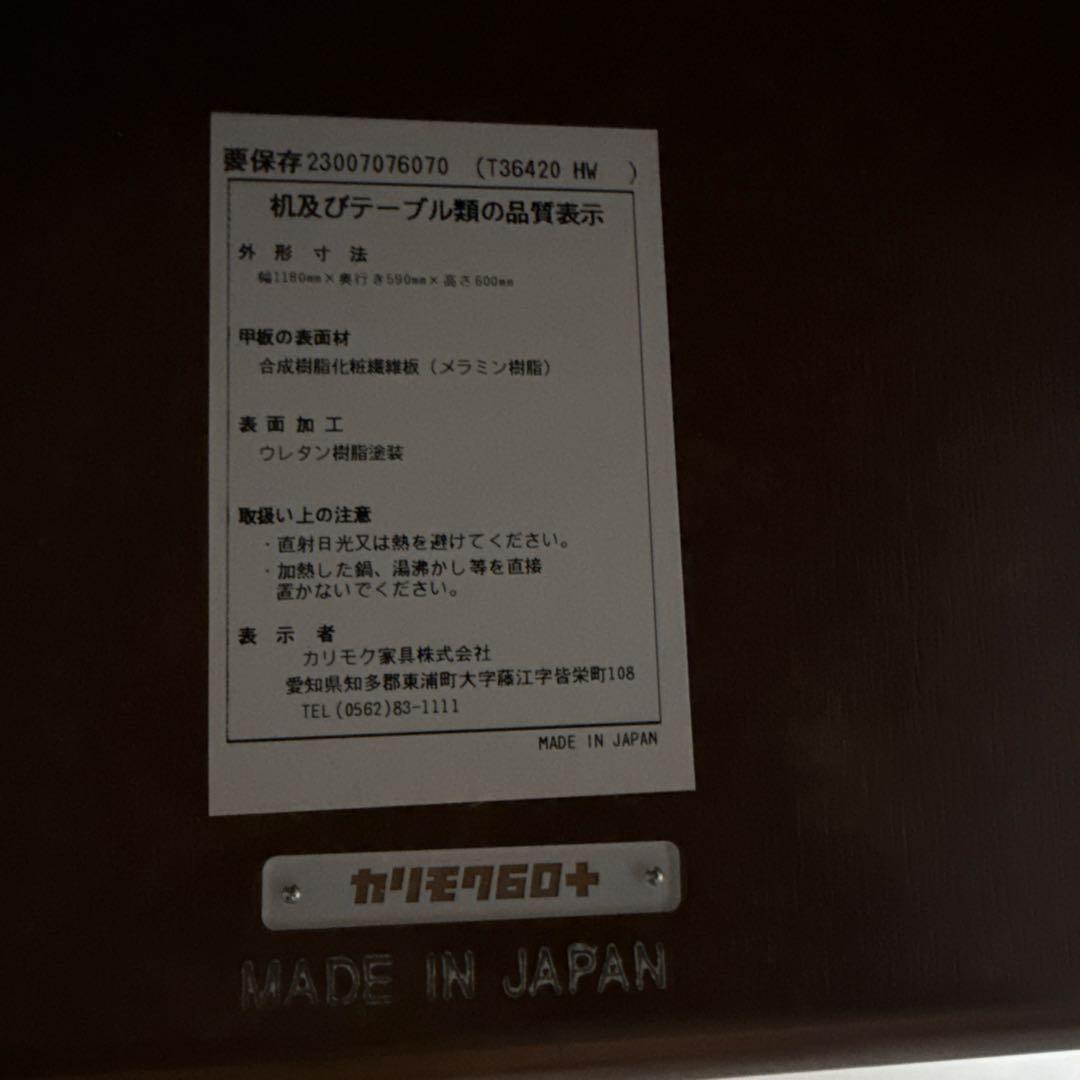 要保存23007076070 (T36420 HW )
机及びテーブル類の品質表示
外形寸法
幅1180mm×奥行き590mm×高さ600mm
甲板の表面材
合成樹脂化粧繊維板(メラミン樹脂)
表面加工
ウレタン樹脂塗装
取扱い上の注意
・直射日光又は熱を避けてください。
・加熱した鍋、湯沸かし等を直接
置かないでください。
表示者
カリモク家具株式会社
愛知県知多郡東浦町大字藤江字皆栄町108
TEL(0562)83-1111
MADE IN JAPAN
カリモク60+
MADE IN JAPAN